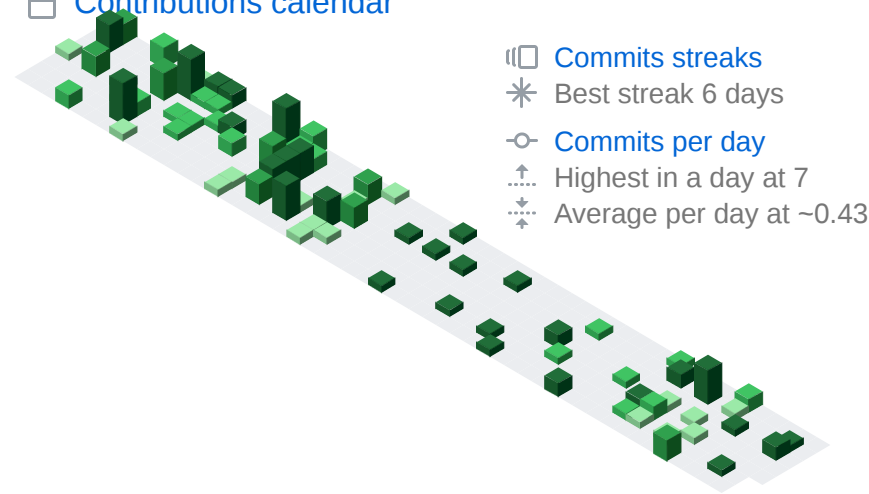 Contributions calendar
Commits streaks
Best streak 6 days
Commits per day
Highest in a day at 7
Average per day at ~0.43